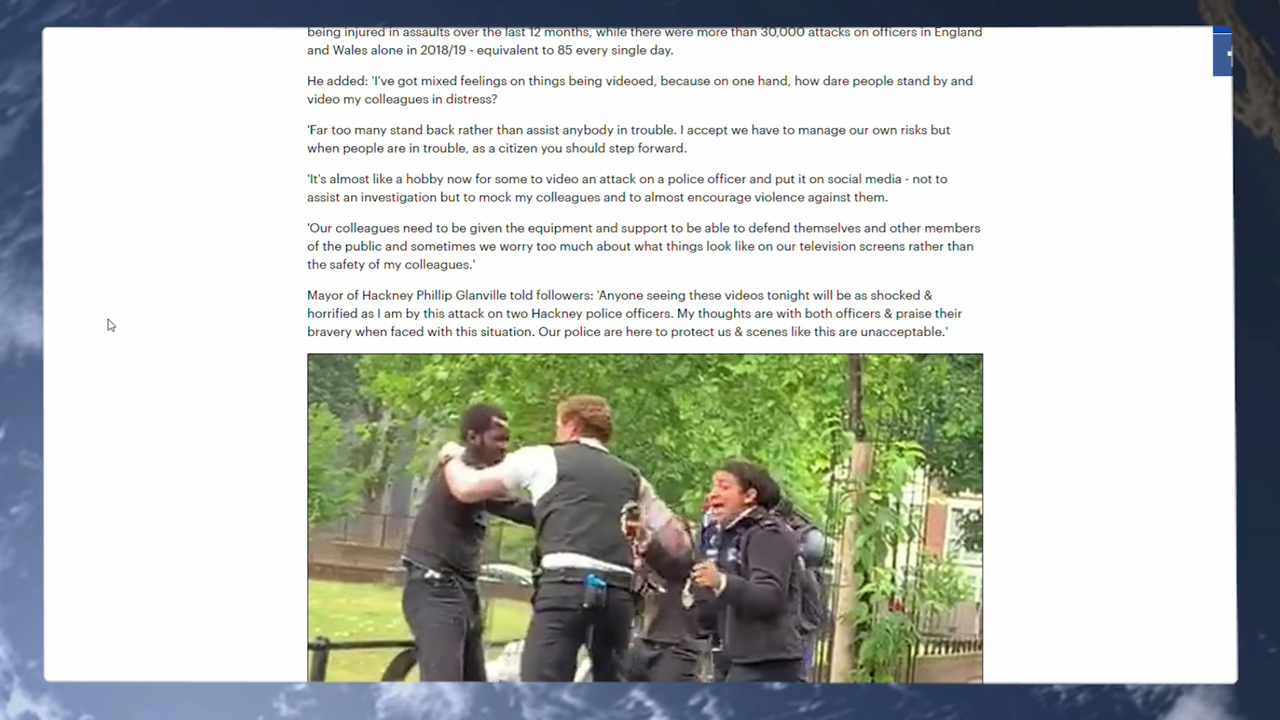 being injured in assaults over the last 12 months, while there were more than 30,000 attacks on officers in England
and Wales alone in 2018/19 - equivalent to 85 every single day.
He added: 'I've got mixed feelings on things being videoed, because on one hand, how dare people stand by and
video my colleagues in distress?
'Far too many stand back rather than assist anybody in trouble. I accept we have to manage our own risks but
when people are in trouble, as a citizen you should step forward.
'It's almost like a hobby now for some to video an attack on a police officer and put it on social media - not to
assist an investigation but to mock my colleagues and to almost encourage violence against them.
'Our colleagues need to be given the equipment and support to be able to defend themselves and other members
of the public and sometimes we worry too much about what things look like on our television screens rather than
the safety of my colleagues.'
Mayor of Hackney Phillip Glanville told followers: 'Anyone seeing these videos tonight will be as shocked &
horrified as I am by this attack on two Hackney police officers. My thoughts are with both officers & praise their
bravery when faced with this situation. Our police are here to protect us & scenes like this are unacceptable.'